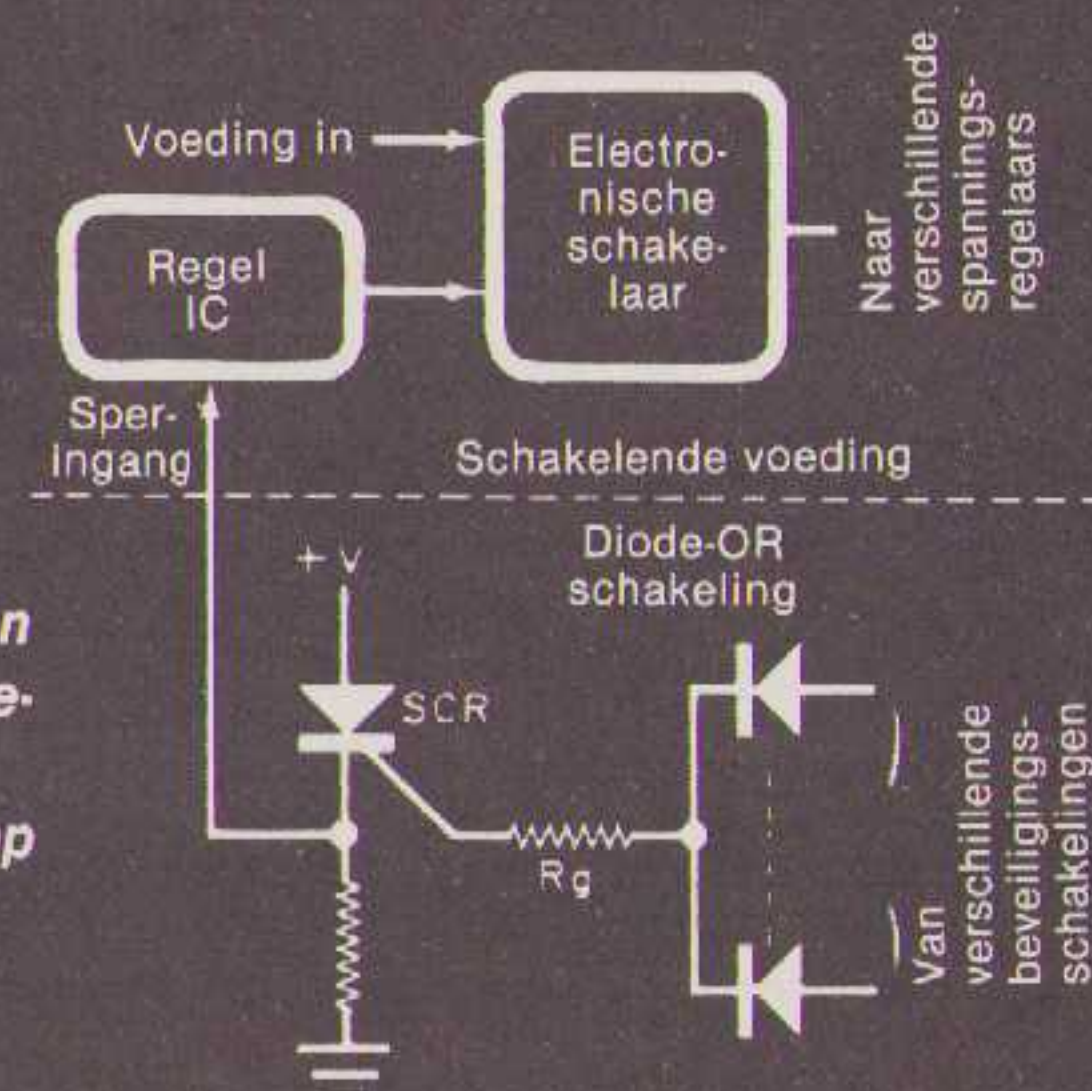 Voeding in
Electro-
nische
schake-
laar
Naar
verschillende
spannings-
regelaars
Regel
IC
Sper-
Ingang
Schakelende voeding
Diode-OR
schakeling
+ V
SCR
Rg
Van
verschillende
beveiligings-
schakelingen
n
e-
p